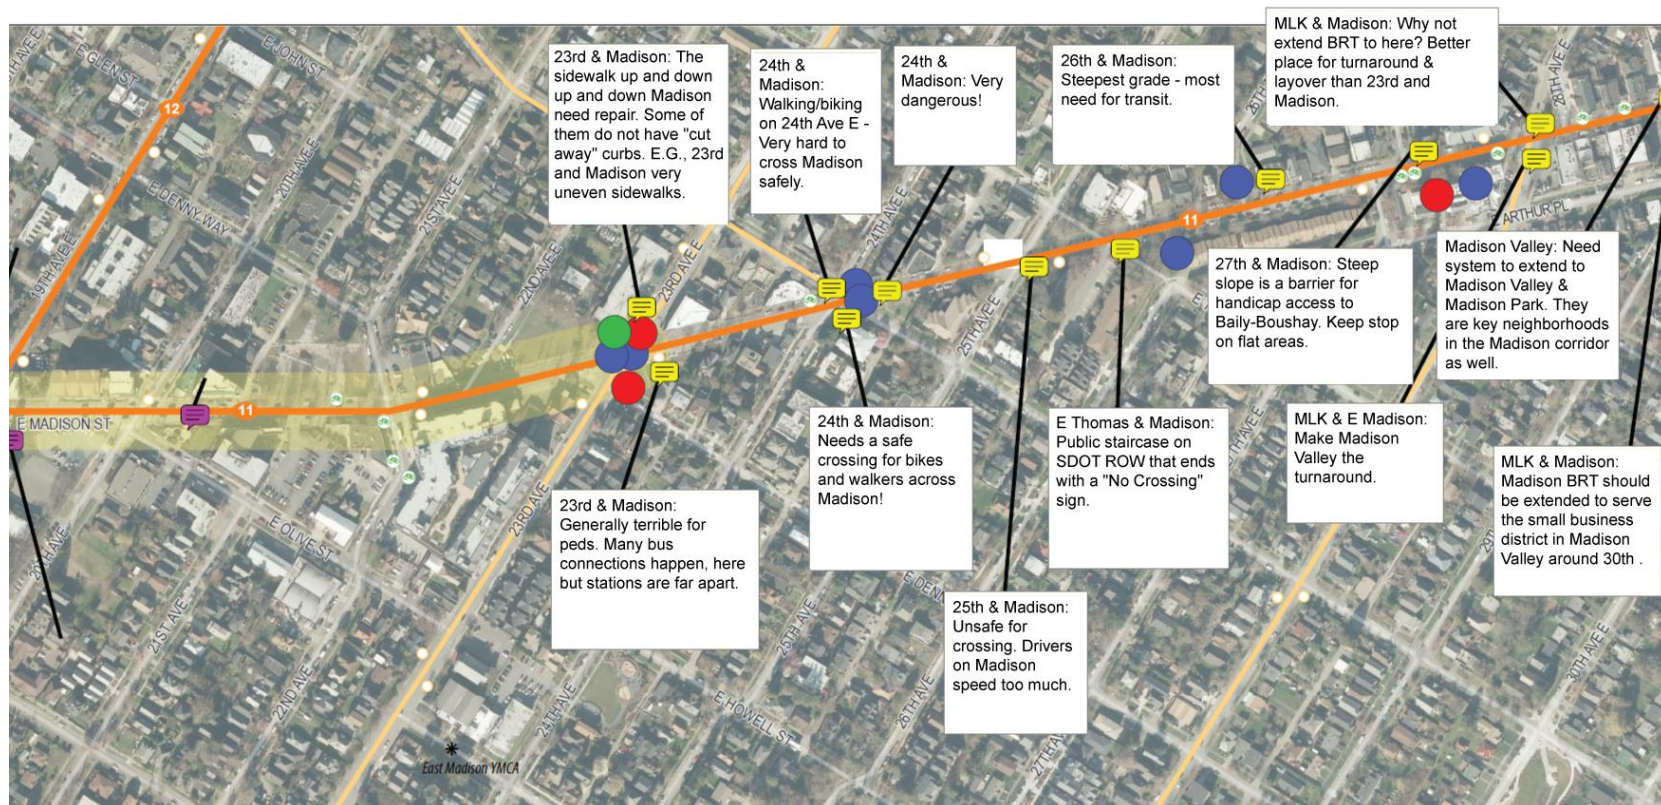 MLK & Madison: Why not
extend BRT to here? Better
place for turnaround &
layover than 23rd and
Madison.
23rd & Madison: The
sidewalk up and down
up and down Madison
need repair. Some of
them do not have "cut
away" curbs. E.G., 23rd
and Madison very
uneven sidewalks.
24th &
Madison:
Walking/biking
on 24th Ave E -
Very hard to
cross Madison
safely.
24th &
Madison: Very
dangerous!
26th & Madison:
Steepest grade - most
need for transit.
E GLEN ST
E JOHN ST
28TH AVE E
12
E DENNY WAY
20TH AVE E
21ST AVE E
19TH AVE E
22ND AVE E
23RD AVE E
24TH AVE E
25TH AVE E
11
E ARTHUR PL
27th & Madison: Steep
slope is a barrier for
handicap access to
Baily-Boushay. Keep stop
on flat areas.
Madison Valley: Need
system to extend to
Madison Valley &
Madison Park. They
are key neighborhoods
in the Madison corridor
as well.
11
E MADISON ST
24th & Madison:
Needs a safe
crossing for bikes
and walkers across
Madison!
E Thomas & Madison:
Public staircase on
SDOT ROW that ends
with a "No Crossing"
sign.
MLK & E Madison:
Make Madison
Valley the
turnaround.
MLK & Madison:
Madison BRT should
be extended to serve
the small business
district in Madison
Valley around 30th .
23rd & Madison:
Generally terrible for
peds. Many bus
connections happen, here
but stations are far apart.
23RD AVE
E OLIVE ST
20TH AVE
21ST AVE
22ND AVE
24TH AVE
25TH AVE
26TH AVE
25th & Madison:
Unsafe for
crossing. Drivers
on Madison
speed too much.
E HOWELL ST
30TH AVE E
East Madison YMCA